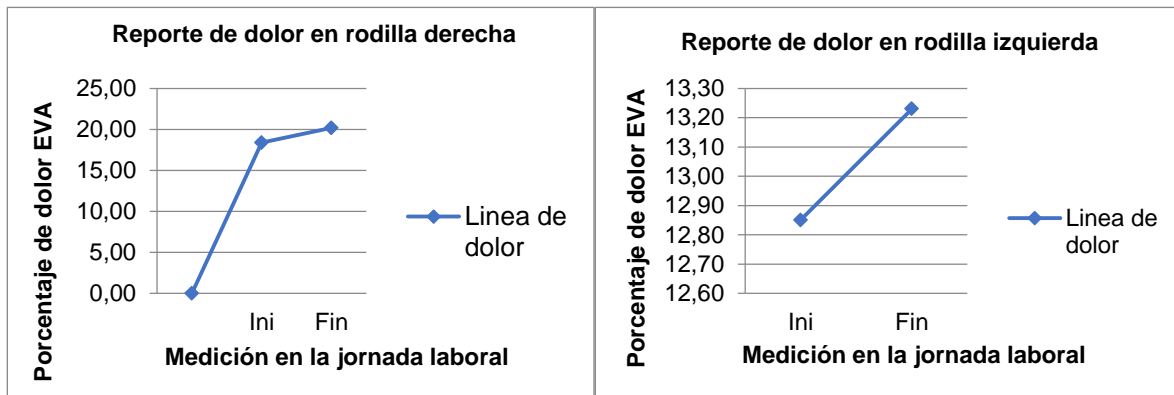 Reporte de dolor en rodilla derecha
Porcentaje de dolor EVA
25,00
20,00
15,00
10,00
5,00
0,00
Ini Fin
Medición en la jornada laboral
Linea de
dolor
Reporte de dolor en rodilla izquierda
Porcentaje de dolor EVA
13,30
13,20
13,10
13,00
12,90
12,80
12,70
12,60
Ini Fin
Medición en la jornada laboral
Linea de
dolor